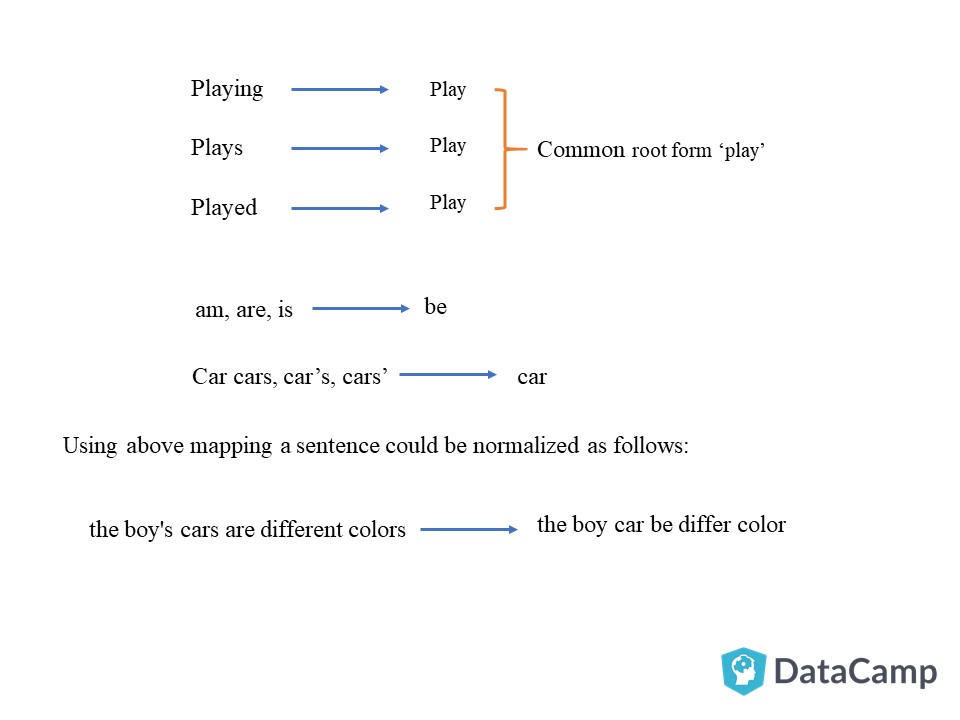 Playing Play
Plays Play
Common root form ‘play’
Played Play
am, are, is be
Car cars, car’s, cars’ car
Using above mapping a sentence could be normalized as follows:
the boy's cars are different colors the boy car be differ color
DataCamp